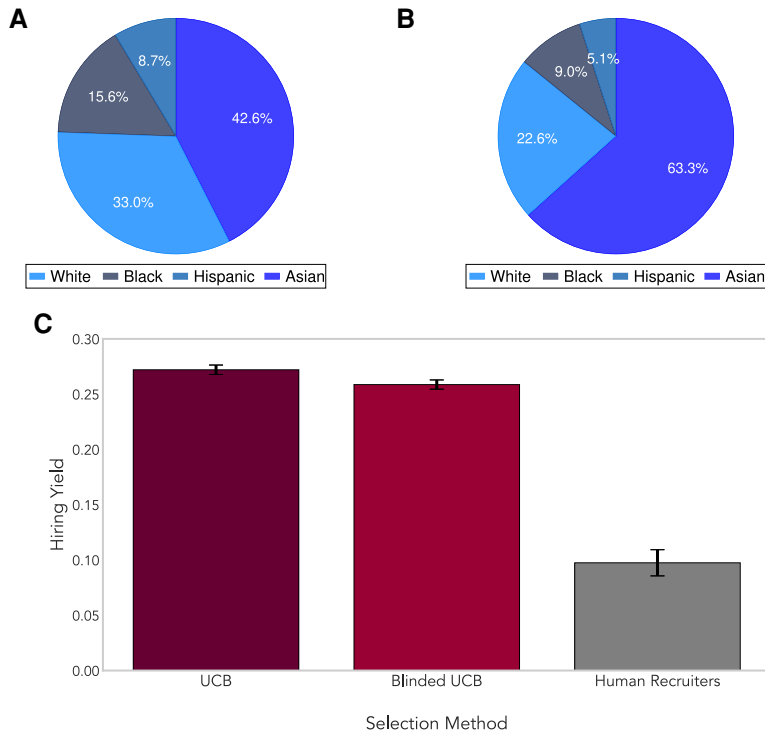 A
B
8.7%
15.6%
42.6%
33.0%
5.1%
9.0%
22.6%
63.3%
White Black Hispanic Asian
White Black Hispanic Asian
C
0.30
0.25
0.20
0.15
0.10
0.05
0.00
Hiring Yield
UCB Blinded UCB Human Recruiters
Selection Method